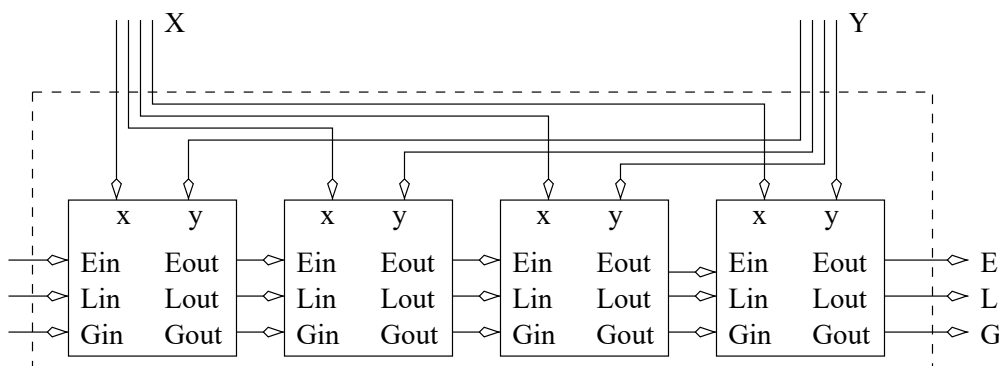 X Y
x y x y x y x y
Ein Eout Ein Eout Ein Eout Ein Eout E
Lin Lout Lin Lout Lin Lout Lin Lout L
Gin Gout Gin Gout Gin Gout Gin Gout G